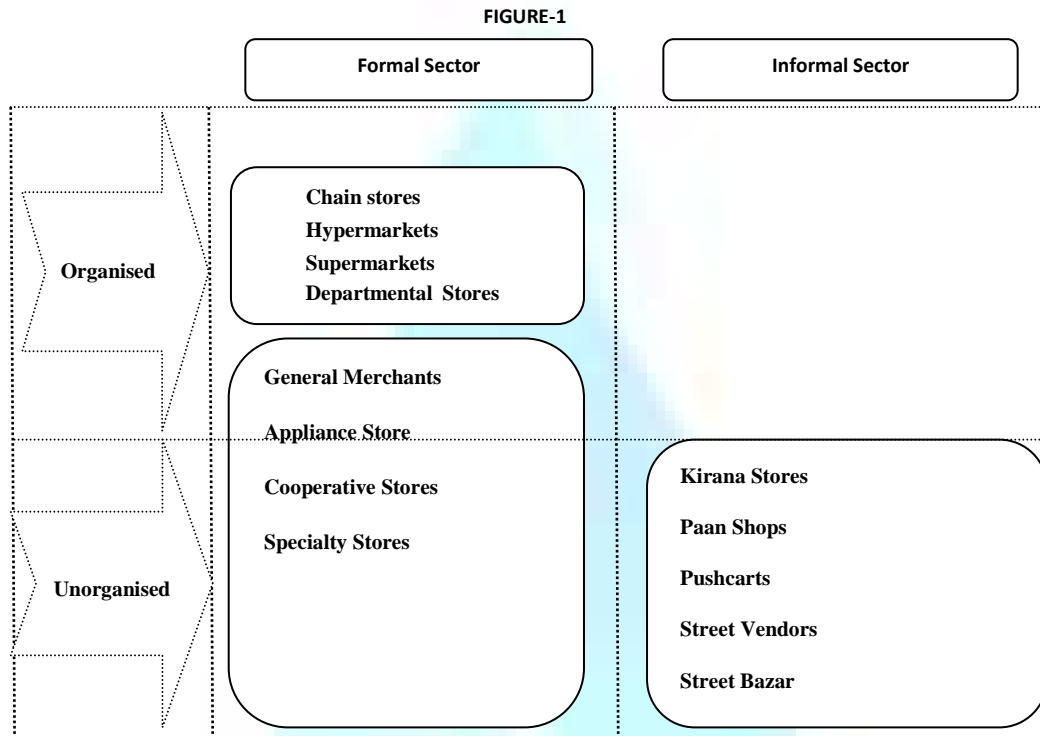 FIGURE-1
Formal Sector
Informal Sector
Organised
Chain stores
Hypermarkets
Supermarkets
Departmental Stores
General Merchants
Appliance Store
Cooperative Stores
Specialty Stores
Unorganised
Kirana Stores
Paan Shops
Pushcarts
Street Vendors
Street Bazar